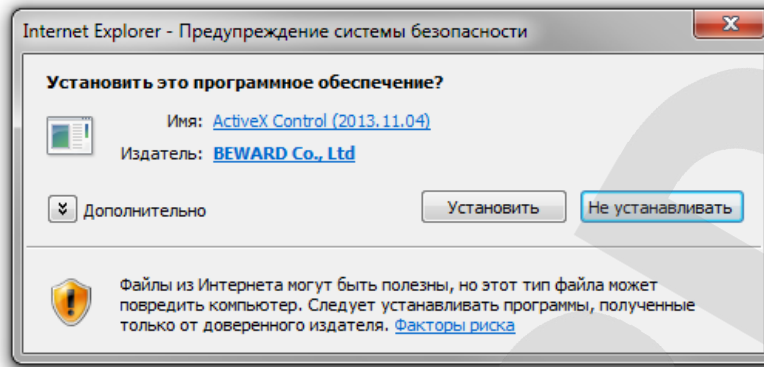 Internet Explorer - Предупреждение системы безопасности
Установить это программное обеспечение?
Имя: ActiveX Control (2013.11.04)
Издатель: BEWARD Co., Ltd
Дополнительно Установить Не устанавливать
Файлы из Интернета могут быть полезны, но этот тип файла может
повредить компьютер. Следует устанавливать программы, полученные
только от доверенного издателя. Факторы риска